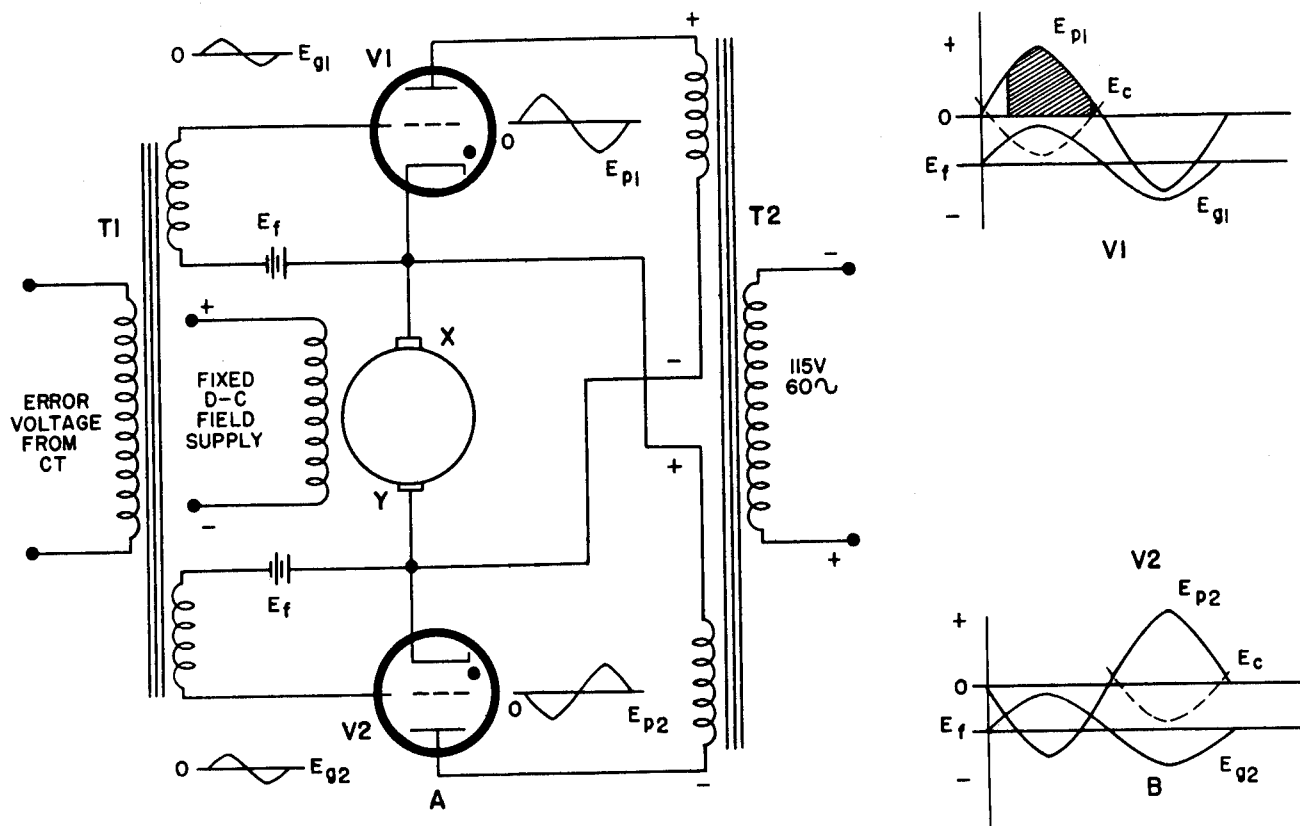 0 Eg1
V1
+
0
Ep1
T1
Ef
T2
ERROR
VOLTAGE
FROM
CT
+
FIXED
D-C
FIELD
SUPPLY
-
X
Y
-
+
-
115V
60~
+
Ef
V2
0
Ep2
0 Eg2
A
-
+
Ep1
Ec
0
Ef
-
Eg1
V1
V2
Ep2
+
Ec
0
Ef
-
Eg2
B